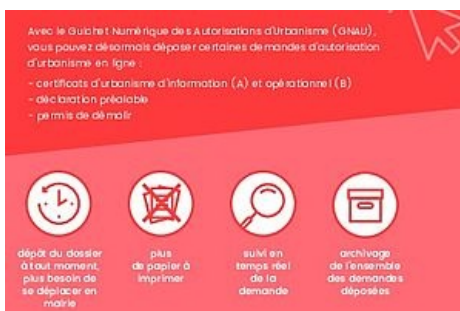 Avec le Guichet Numérique des Autorisations d'Urbanisme (GNAU),
vous pouvez désormais déposer certaines demandes d'autorisation
d'urbanisme en ligne :
- certificats d'urbanisme d'information (A) et opérationnel (B)
- déclaration préalable
- permis de démolir
dépôt du dossier
à tout moment,
plus besoin de
se déplacer en
mairie
plus
de papier à
imprimer
suivi en
temps réel
de la
demande
archivage
de l'ensemble
des demandes
déposées